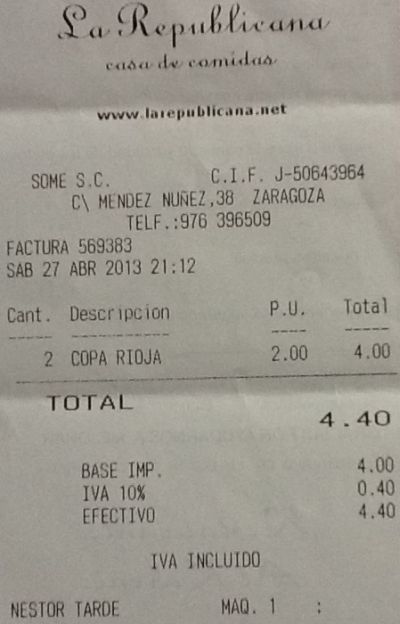 La Republicana
casa de comidas
www.larepublicana.net
SOME S.C. C.I.F. J-50643964
C\ MENDEZ NUÑEZ,38 ZARAGOZA
TELF.:976 396509
FACTURA 569383
SAB 27 ABR 2013 21:12
Cant. Descripcion P.U. Total
----- ----------- ---- -----
2 COPA RIOJA 2.00 4.00
TOTAL
4.40
BASE IMP. 4.00
IVA 10% 0.40
EFECTIVO 4.40
IVA INCLUIDO
NESTOR TARDE MAQ. 1 :